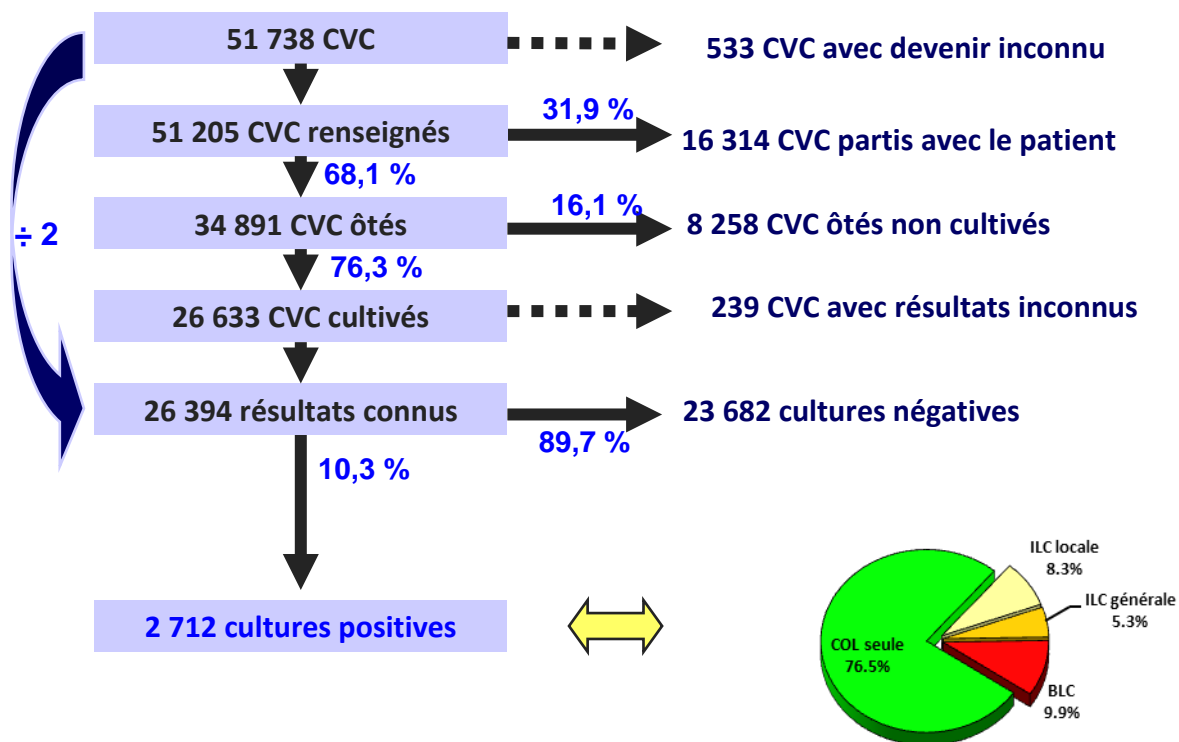 51 738 CVC
533 CVC avec devenir inconnu
31,9 %
51 205 CVC renseignés
16 314 CVC partis avec le patient
68,1 %
16,1 %
34 891 CVC ôtés
8 258 CVC ôtés non cultivés
÷ 2
76,3 %
26 633 CVC cultivés
239 CVC avec résultats inconnus
26 394 résultats connus
23 682 cultures négatives
89,7 %
10,3 %
ILC locale
8.3%
ILC générale
5.3%
2 712 cultures positives
COL seule
76.5%
BLC
9.9%